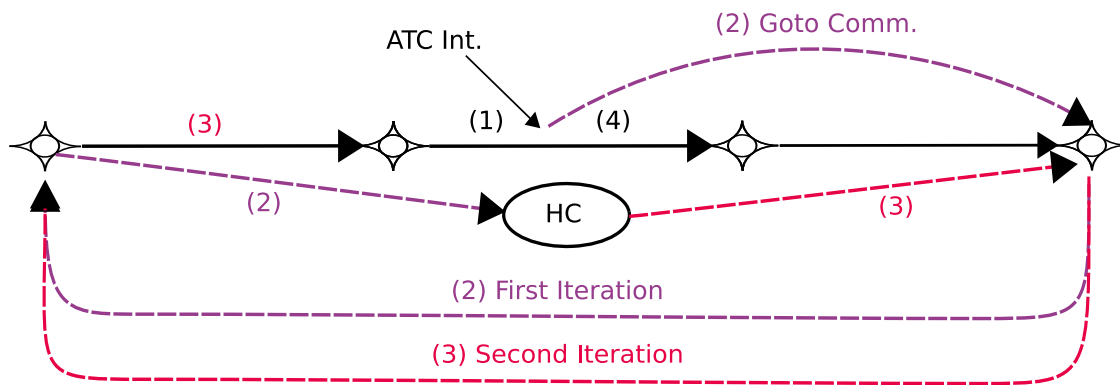 (2) Goto Comm.
ATC Int.
(3)
(1)
(4)
(2)
HC
(3)
(2) First Iteration
(3) Second Iteration